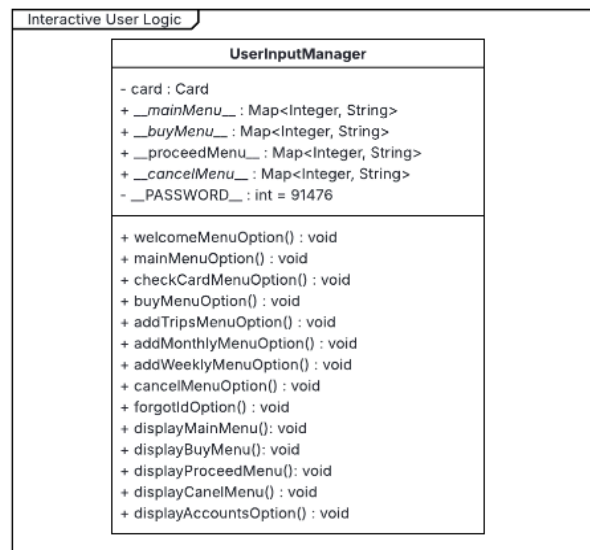 Interactive User Logic
UserInputManager
- card : Card
+ __mainMenu__ : Map<Integer, String>
+ __buyMenu__ : Map<Integer, String>
+ __proceedMenu__ : Map<Integer, String>
+ __cancelMenu__ : Map<Integer, String>
- __PASSWORD__ : int = 91476
+ welcomeMenuOption() : void
+ mainMenuOption() : void
+ checkCardMenuOption() : void
+ buyMenuOption() : void
+ addTripsMenuOption() : void
+ addMonthlyMenuOption() : void
+ addWeeklyMenuOption() : void
+ cancelMenuOption() : void
+ forgotIdOption() : void
+ displayMainMenu(): void
+ displayBuyMenu(): void
+ displayProceedMenu(): void
+ displayCanelMenu() : void
+ displayAccountsOption() : void